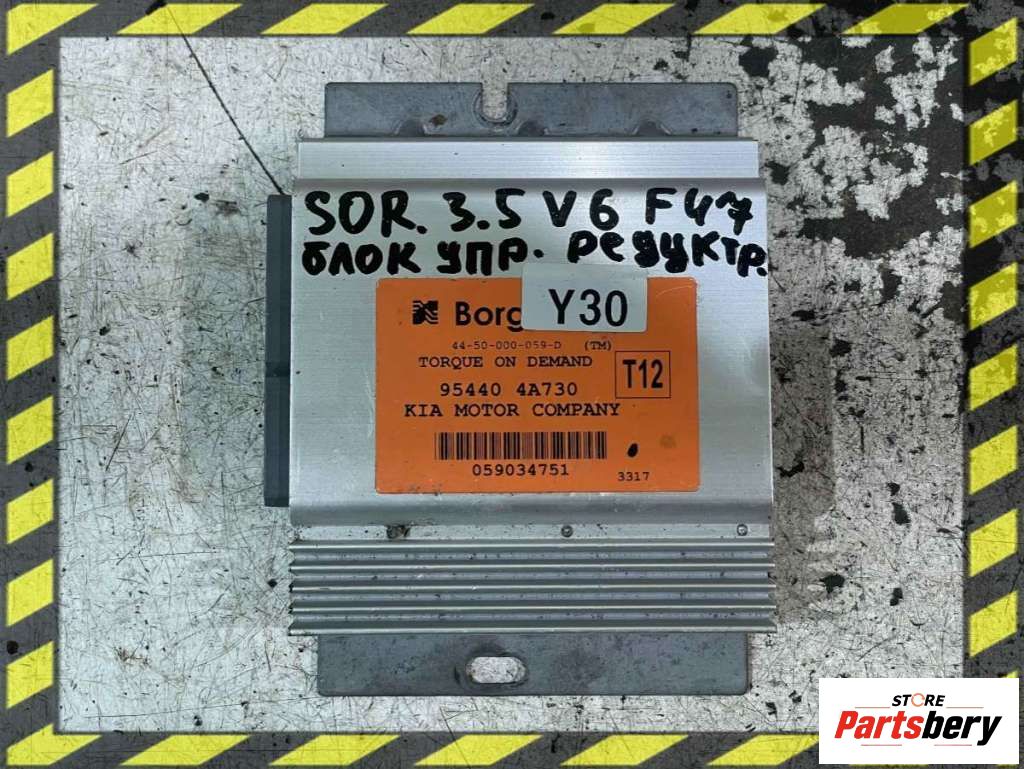 SOR. 3.5 V6 F47
БЛОК УПР. РЕДУКТР.
Borg
Y30
44-50-000-059-D (TM)
TORQUE ON DEMAND
T12
95440 4A730
KIA MOTOR COMPANY
059034751
3317
STORE
Partsbery